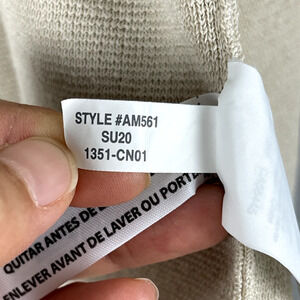 STYLE #AM561
SU20
1351-CN01
QUITAR ANTES DE
ENLEVER AVANT DE LAVER OU PORTE